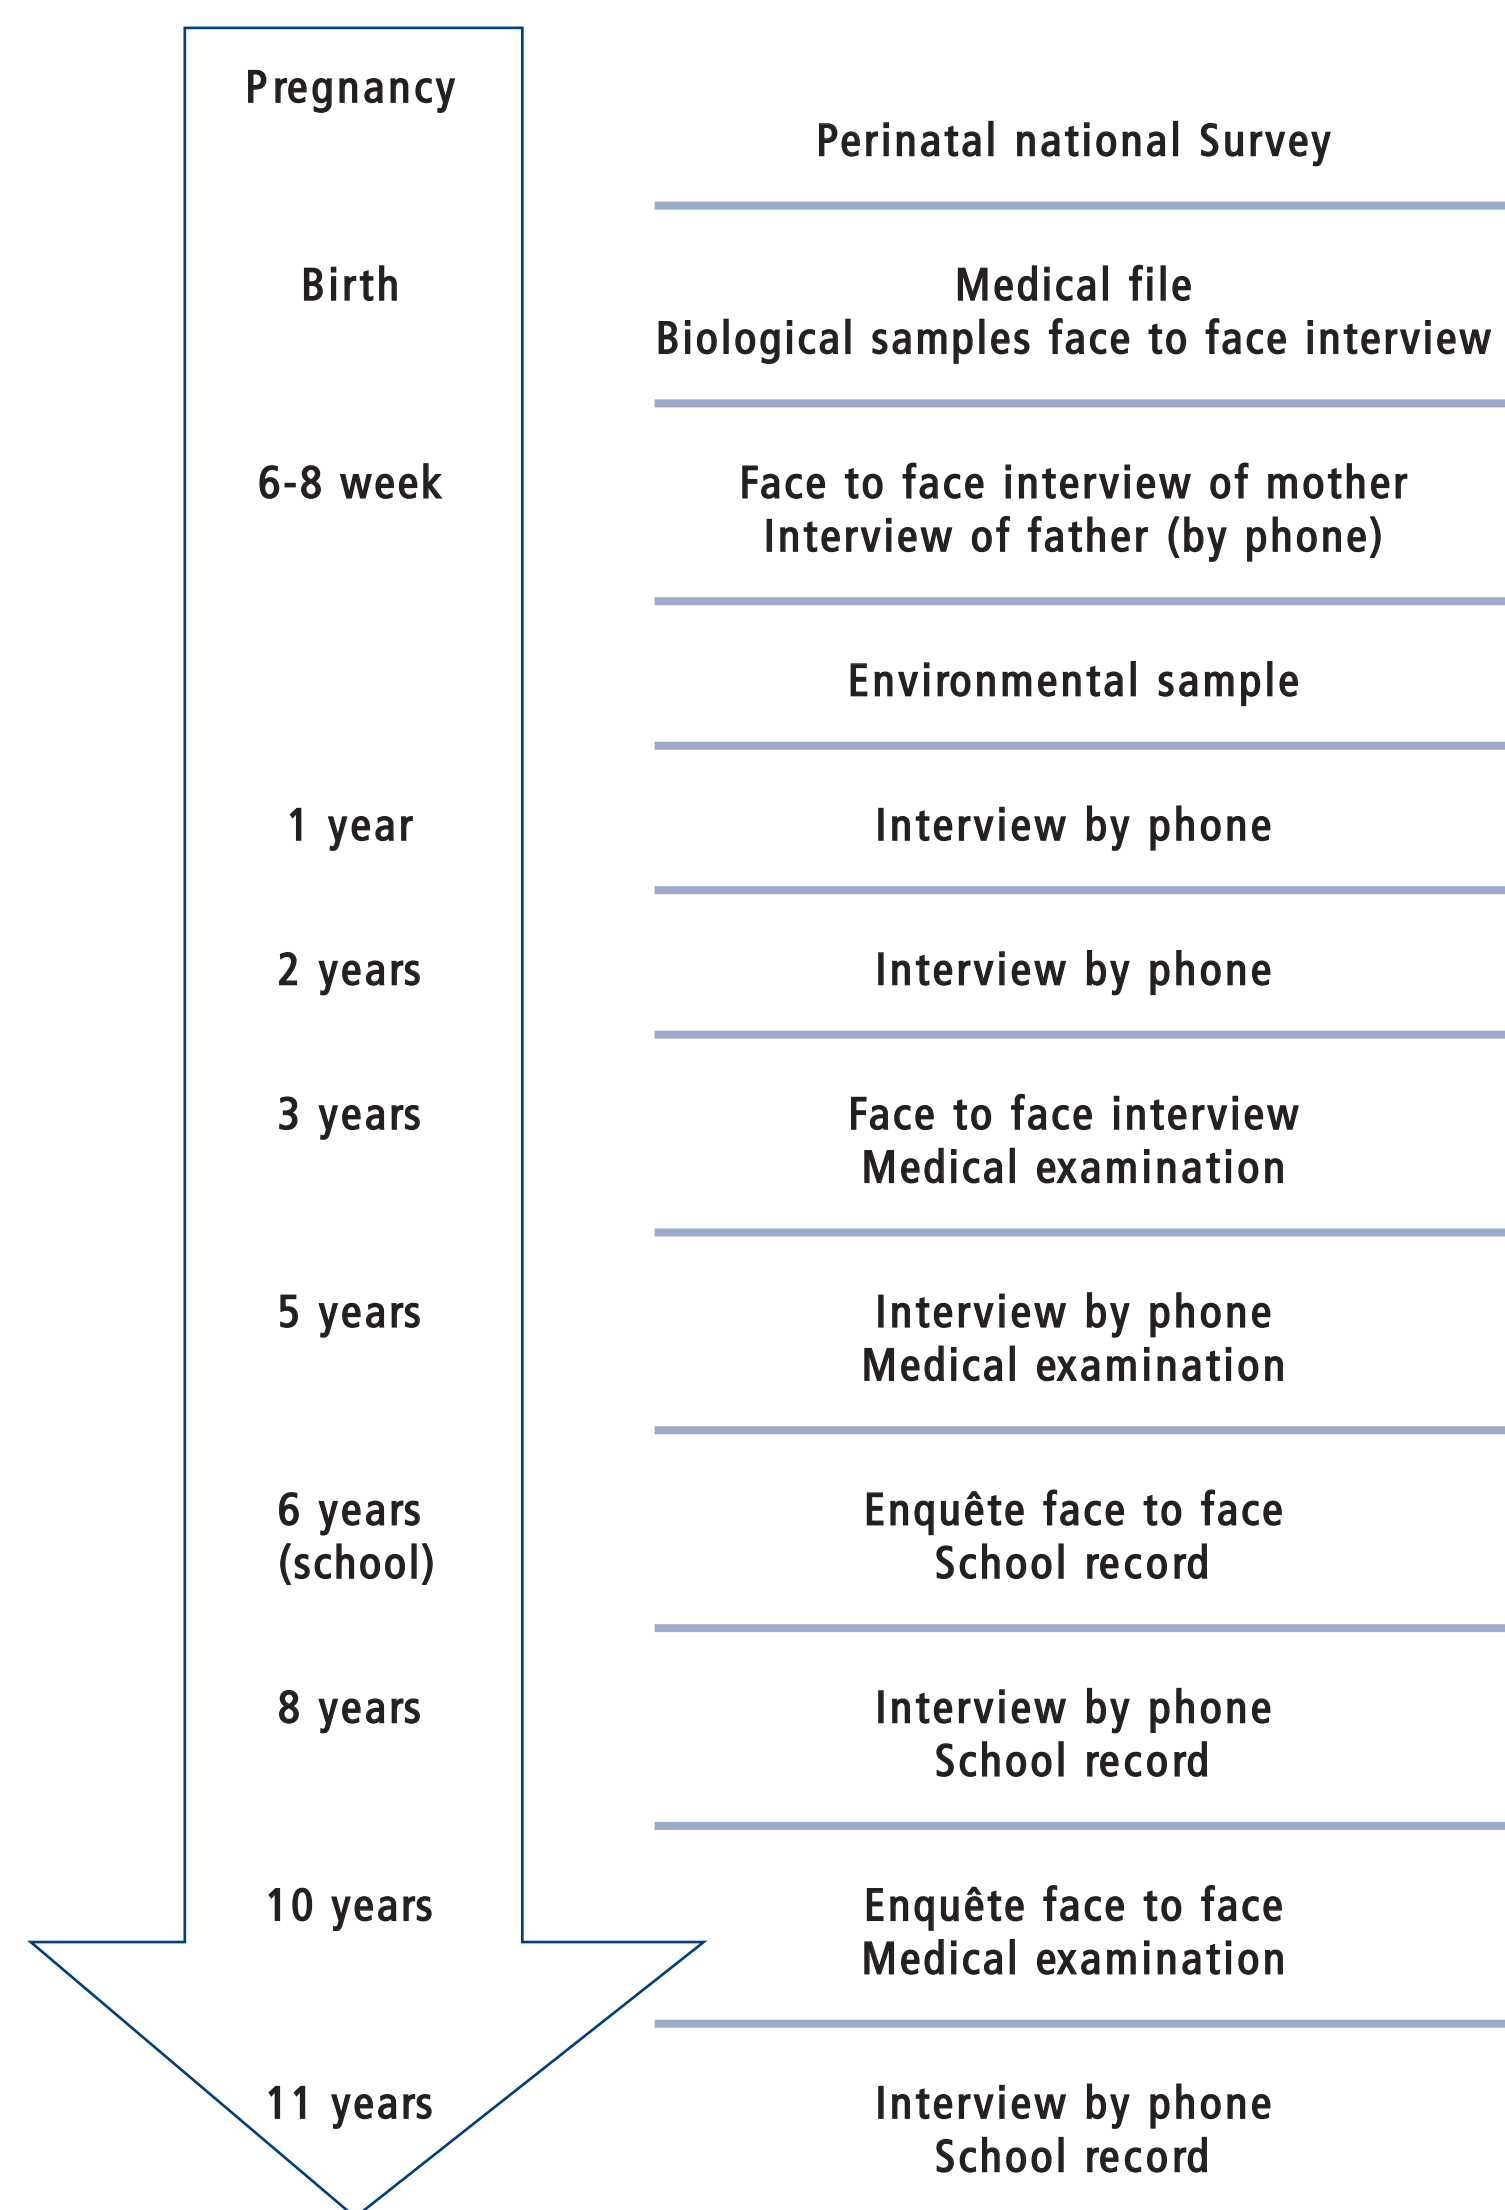 Pregnancy
Perinatal national Survey
Birth
Medical file
Biological samples face to face interview
6-8 week
Face to face interview of mother
Interview of father (by phone)
Environmental sample
1 year
Interview by phone
2 years
Interview by phone
3 years
Face to face interview
Medical examination
5 years
Interview by phone
Medical examination
6 years
(school)
Enquête face to face
School record
8 years
Interview by phone
School record
10 years
Enquête face to face
Medical examination
11 years
Interview by phone
School record